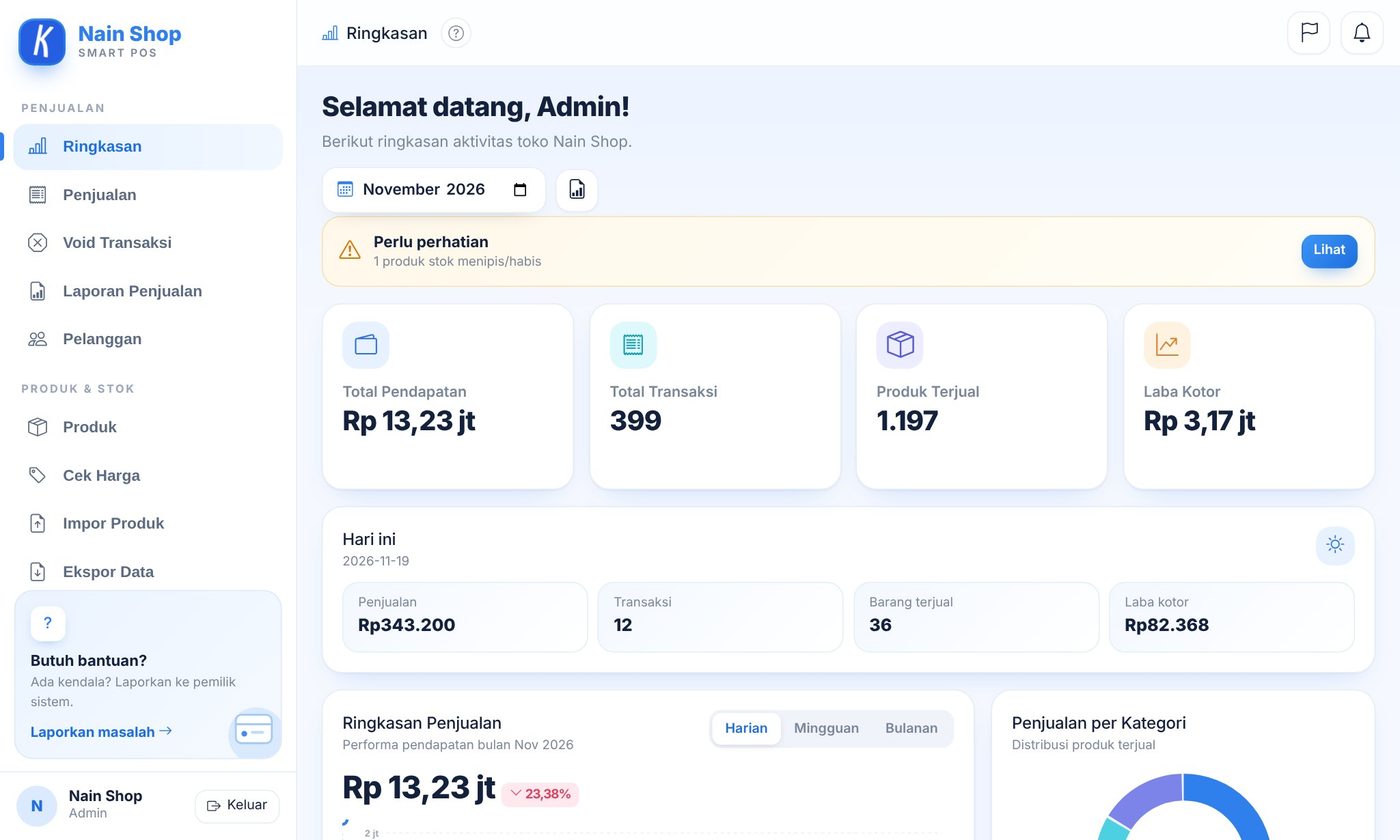 K
Nain Shop
SMART POS
PENJUALAN
Ringkasan
Penjualan
Void Transaksi
Laporan Penjualan
Pelanggan
PRODUK & STOK
Produk
Cek Harga
Impor Produk
Ekspor Data
?
Butuh bantuan?
Ada kendala? Laporkan ke pemilik
sistem.
Laporkan masalah →
N
Nain Shop
Admin
Keluar
Ringkasan ?
Selamat datang, Admin!
Berikut ringkasan aktivitas toko Nain Shop.
November 2026
Perlu perhatian
1 produk stok menipis/habis
Lihat
Total Pendapatan
Rp 13,23 jt
Total Transaksi
399
Produk Terjual
1.197
Laba Kotor
Rp 3,17 jt
Hari ini
2026-11-19
Penjualan
Rp343.200
Transaksi
12
Barang terjual
36
Laba kotor
Rp82.368
Ringkasan Penjualan
Performa pendapatan bulan Nov 2026
Harian Mingguan Bulanan
Rp 13,23 jt 23,38%
2 jt
Penjualan per Kategori
Distribusi produk terjual